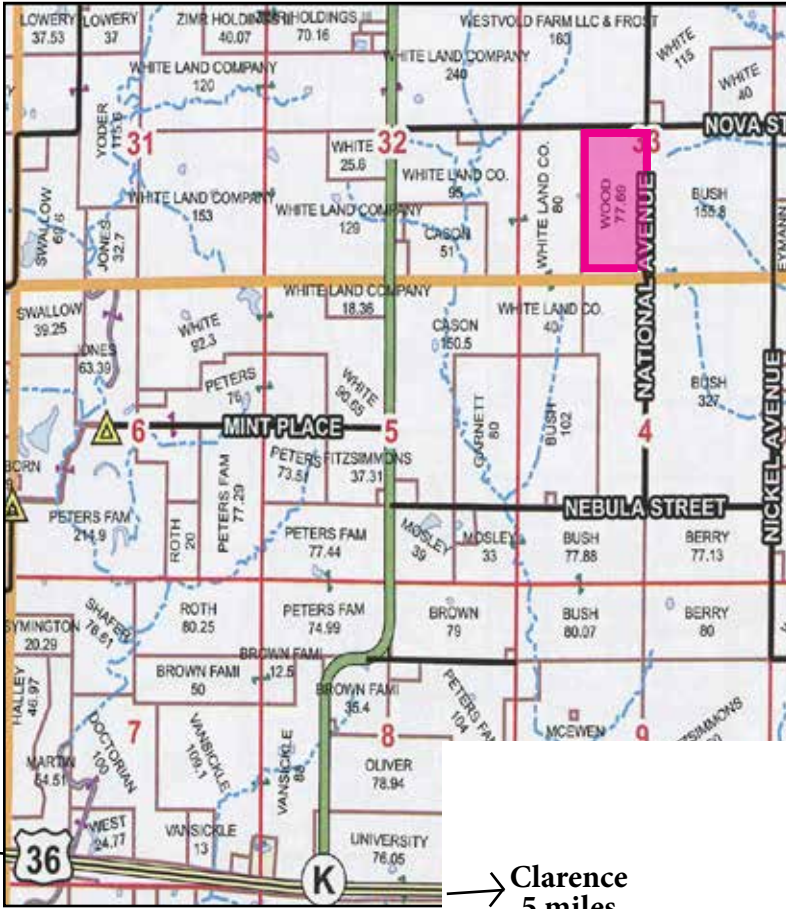 LOWERY
37.53
LOWERY
37
ZIMR HOLDINGS II
40.07
HOLDINGS
70.16
WESTVOLD FARM LLC & FROST
160
WHITE
115
WHITE LAND COMPANY
120
WHITE LAND COMPANY
240
WHITE
40
NOVA ST
YODER
31
WHITE
25.6
32
33
WHITE LAND CO.
95
WHITE LAND CO.
80
WOOD
77.69
NATIONAL AVENUE
BUSH
155.8
EYMANN
SWALLOW
69.6
JONES
32.7
WHITE LAND COMPANY
153
WHITE LAND COMPANY
129
CASON
51
SWALLOW
39.25
WHITE LAND COMPANY
18.36
WHITE LAND CO.
40
WHITE
92.3
CASON
150.5
JONES
63.39
PETERS
76
WHITE
90.65
BUSH
327
NICKEL AVENUE
6
MINT PLACE
5
GARNETT
80
BUSH
102
4
BORN
PETERS
73.51
FITZSIMMONS
37.31
PETERS FAM
214.9
ROTH
20
PETERS FAM
77.29
NEBULA STREET
PETERS FAM
77.44
MOSLEY
39
MOSLEY
33
BUSH
77.88
BERRY
77.13
SYMINGTON
20.29
SHAFER
78.61
ROTH
80.25
PETERS FAM
74.99
BROWN
79
BUSH
80.07
BERRY
80
BROWN FAMI
50
BROWN FAMI
12.5
BROWN FAMI
35.4
PETERS FAM
104
HALLEY
46.97
7
DOCTORIAN
100
VANSICKLE
109.1
VANSICKLE
88
8
MCEWEN
9
TSIMMONS
MARTIN
54.51
OLIVER
78.94
WEST
24.77
VANSICKLE
13
UNIVERSITY
76.05
36
K
Clarence
5 miles